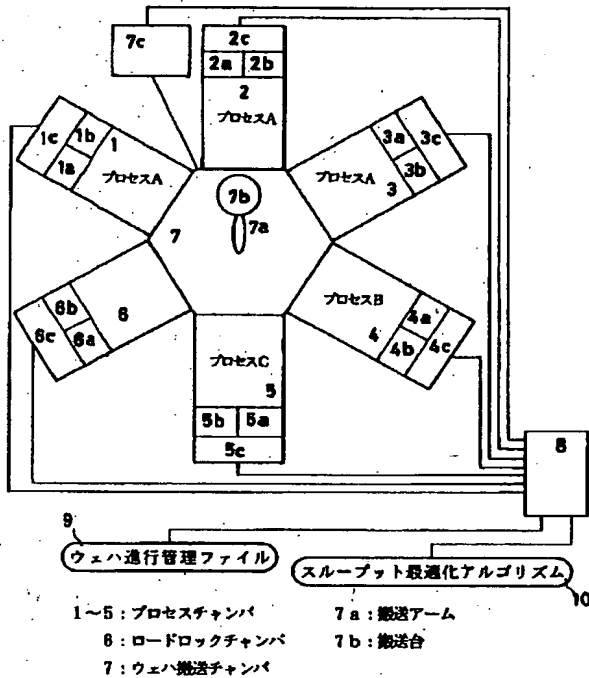 7c
2c
2a 2b
2
プロセスA
1c 1b 1
1a プロセスA
3a 3c
3b
プロセスA 3
7b
7a
7
6b 6
6c 6a
プロセスB 4a
4 4b 4c
プロセスC
5
5b 5a
5c
8
9
ウェハ進行管理ファイル
スループット最適化アルゴリズム
10
1~5:プロセスチャンバ
6:ロードロックチャンバ
7:ウェハ搬送チャンバ
7a:搬送アーム
7b:搬送台